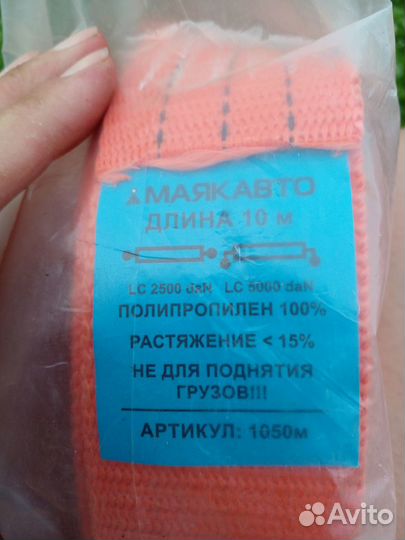 МАЯКАВТО
ДЛИНА 10 м
LC 2500 daN LC 5000 daN
ПОЛИПРОПИЛЕН 100%
РАСТЯЖЕНИЕ < 15%
НЕ ДЛЯ ПОДНЯТИЯ
ГРУЗОВ!!!
АРТИКУЛ: 1050м
Avito